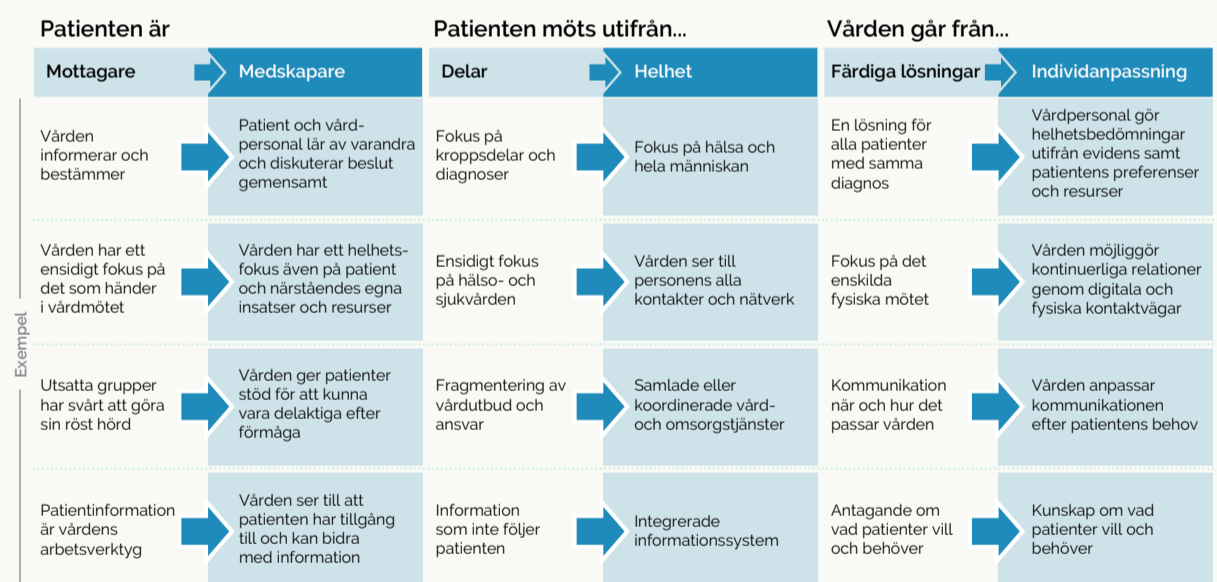 Patienten är
Patienten möts utifrån...
Vården går från...
Mottagare
Medskapare
Delar
Helhet
Färdiga lösningar
Individanpassning
Exempel
Vården
informerar och
bestämmer
Patient och vård-
personal lär av varandra
och diskuterar beslut
gemensamt
Fokus på
kroppsdelar och
diagnoser
Fokus på hälsa och
hela människan
En lösning för
alla patienter
med samma
diagnos
Vårdpersonal gör
helhetsbedömningar
utifrån evidens samt
patientens preferenser
och resurser
Vården har ett
ensidigt fokus på
det som händer
i vårdmötet
Vården har ett helhets-
fokus även på patient
och närståendes egna
insatser och resurser
Ensidigt fokus
på hälso- och
sjukvården
Vården ser till
personens alla
kontakter och nätverk
Fokus på det
enskilda
fysiska mötet
Vården möjliggör
kontinuerliga relationer
genom digitala och
fysiska kontaktvägar
Utsatta grupper
har svårt att göra
sin röst hörd
Vården ger patienter
stöd för att kunna
vara delaktiga efter
förmåga
Fragmentering av
vårdutbud och
ansvar
Samlade eller
koordinerade vård-
och omsorgstjänster
Kommunikation
när och hur det
passar vården
Vården anpassar
kommunikationen
efter patientens behov
Patientinformation
är vårdens
arbetsverktyg
Vården ser till att
patienten har tillgång
till och kan bidra
med information
Information
som inte följer
patienten
Integrerade
informationssystem
Antagande om
vad patienter vill
och behöver
Kunskap om vad
patienter vill och
behöver